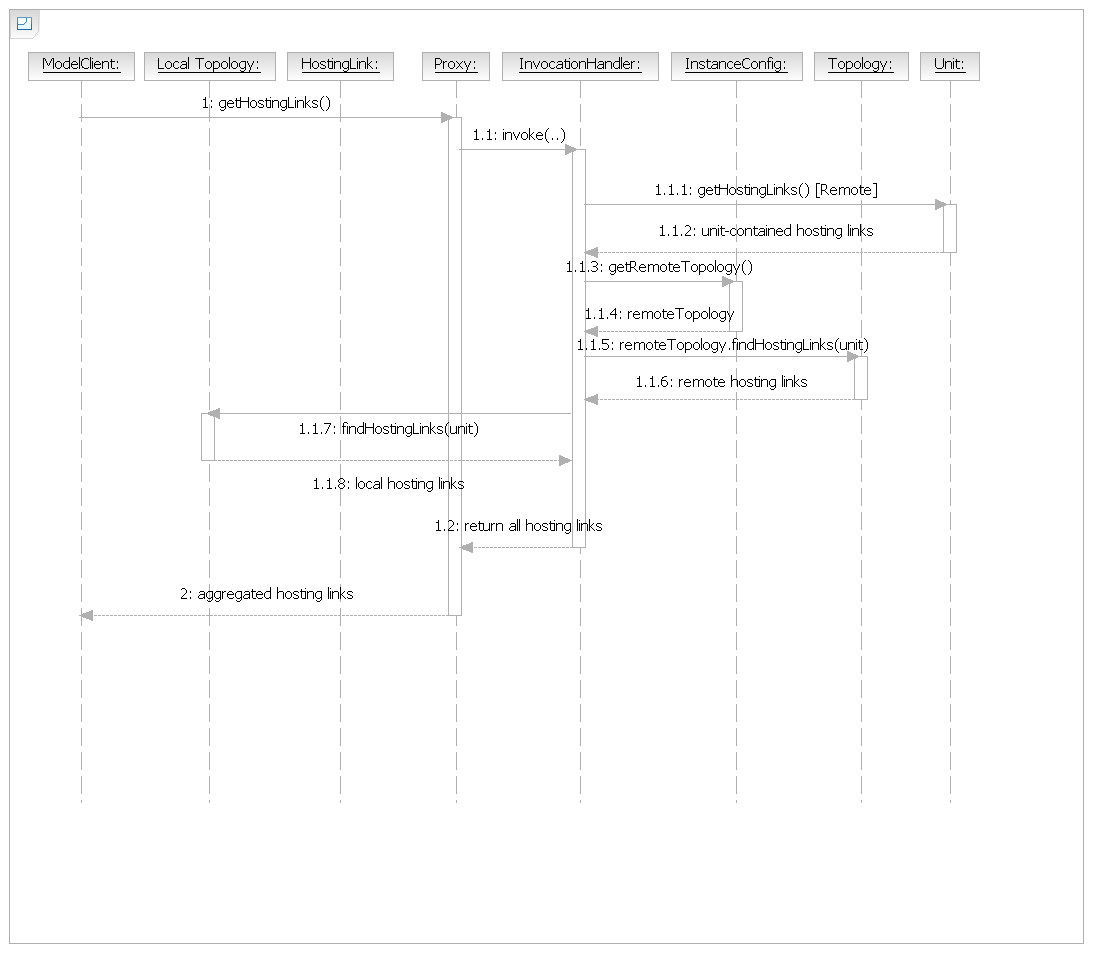 ModelClient:
Local Topology:
HostingLink:
Proxy:
InvocationHandler:
InstanceConfig:
Topology:
Unit:
1: getHostingLinks()
1.1: invoke(..)
1.1.1: getHostingLinks() [Remote]
1.1.2: unit-contained hosting links
1.1.3: getRemoteTopology()
1.1.4: remoteTopology
1.1.5: remoteTopology.findHostingLinks(unit)
1.1.6: remote hosting links
1.1.7: findHostingLinks(unit)
1.1.8: local hosting links
1.2: return all hosting links
2: aggregated hosting links